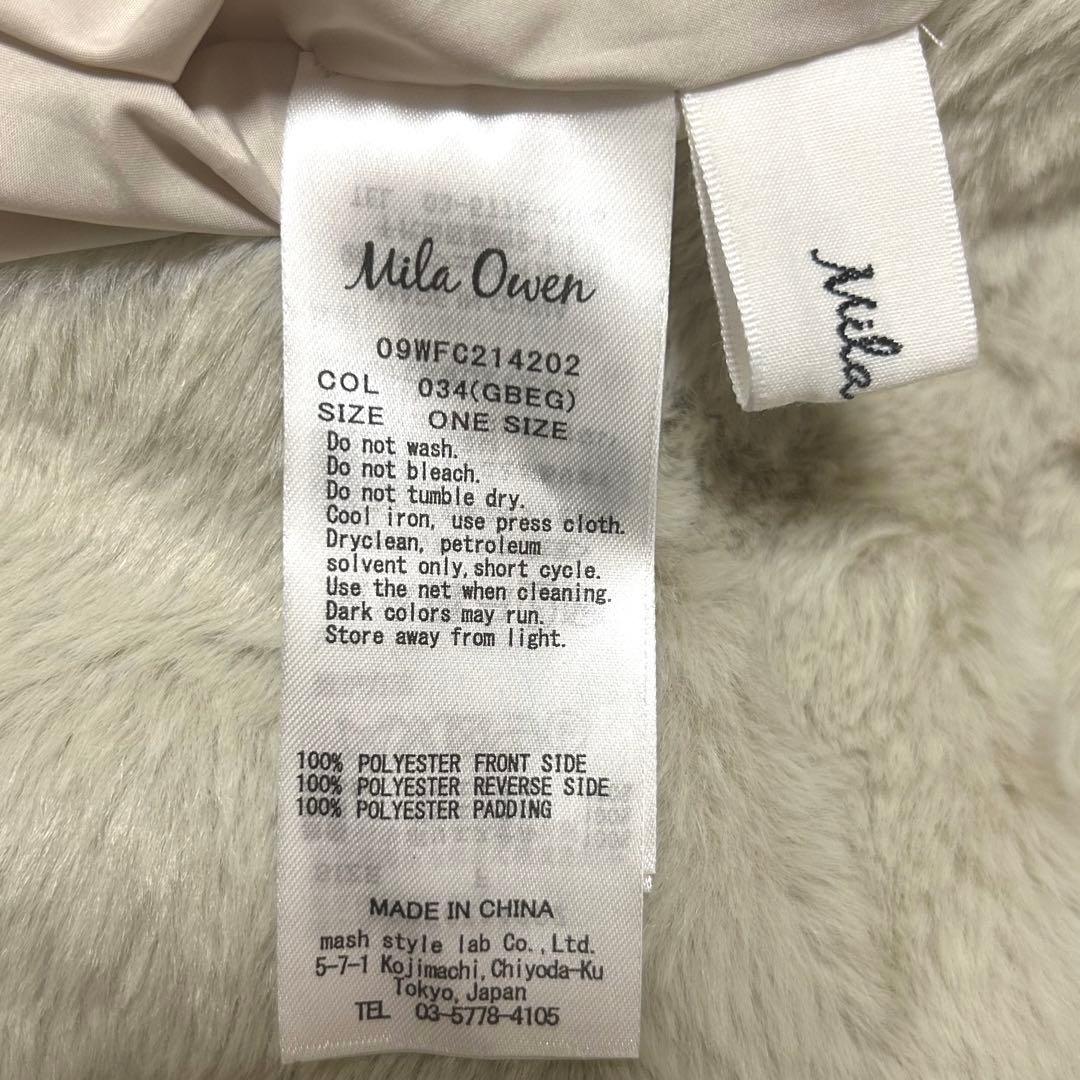 Mila Owen
09WFC214202
COL 034(GBEG)
SIZE ONE SIZE
Do not wash.
Do not bleach.
Do not tumble dry.
Cool iron, use press cloth.
Dryclean, petroleum
solvent only,short cycle.
Use the net when cleaning.
Dark colors may run.
Store away from light.
100% POLYESTER FRONT SIDE
100% POLYESTER REVERSE SIDE
100% POLYESTER PADDING
MADE IN CHINA
mash style lab Co.,Ltd.
5-7-1 Kojimachi,Chiyoda-Ku
Tokyo,Japan
TEL 03-5778-4105
Mila